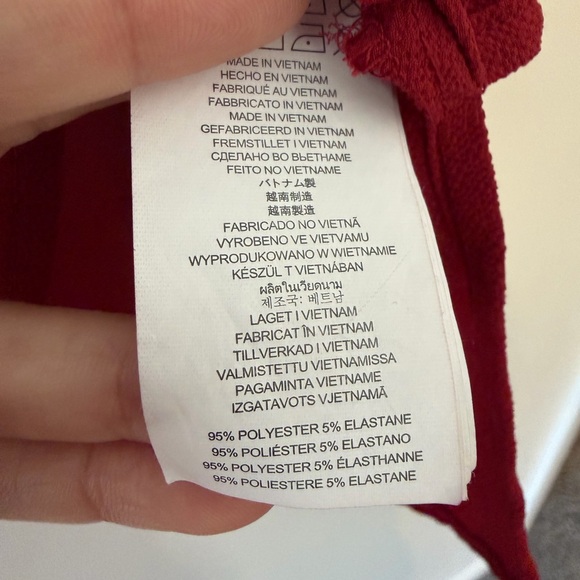 MADE IN VIETNAM
HECHO EN VIETNAM
FABRIQUÉ AU VIETNAM
FABBRICATO IN VIETNAM
MADE IN VIETNAM
GEFABRICEERD IN VIETNAM
FREMSTILLET I VIETNAM
СДЕЛАНО ВО ВЬЕТНАМЕ
FEITO NO VIETNAME
バトナム製
越南制造
越南製造
FABRICADO NO VIETNÃ
VYROBENO VE VIETVAMU
WYPRODUKOWANO W WIETNAMIE
KÉSZÜL T VIETNÁBAN
ผลิตในเวียดนาม
제조국: 베트남
LAGET I VIETNAM
FABRICAT ÎN VIETNAM
TILLVERKAD I VIETNAM
VALMISTETTU VIETNAMISSA
PAGAMINTA VIETNAME
IZGATAVOTS VJETNAMĀ
95% POLYESTER 5% ELASTANE
95% POLIÉSTER 5% ELASTANO
95% POLYESTER 5% ÉLASTHANNE
95% POLIESTERE 5% ELASTANE